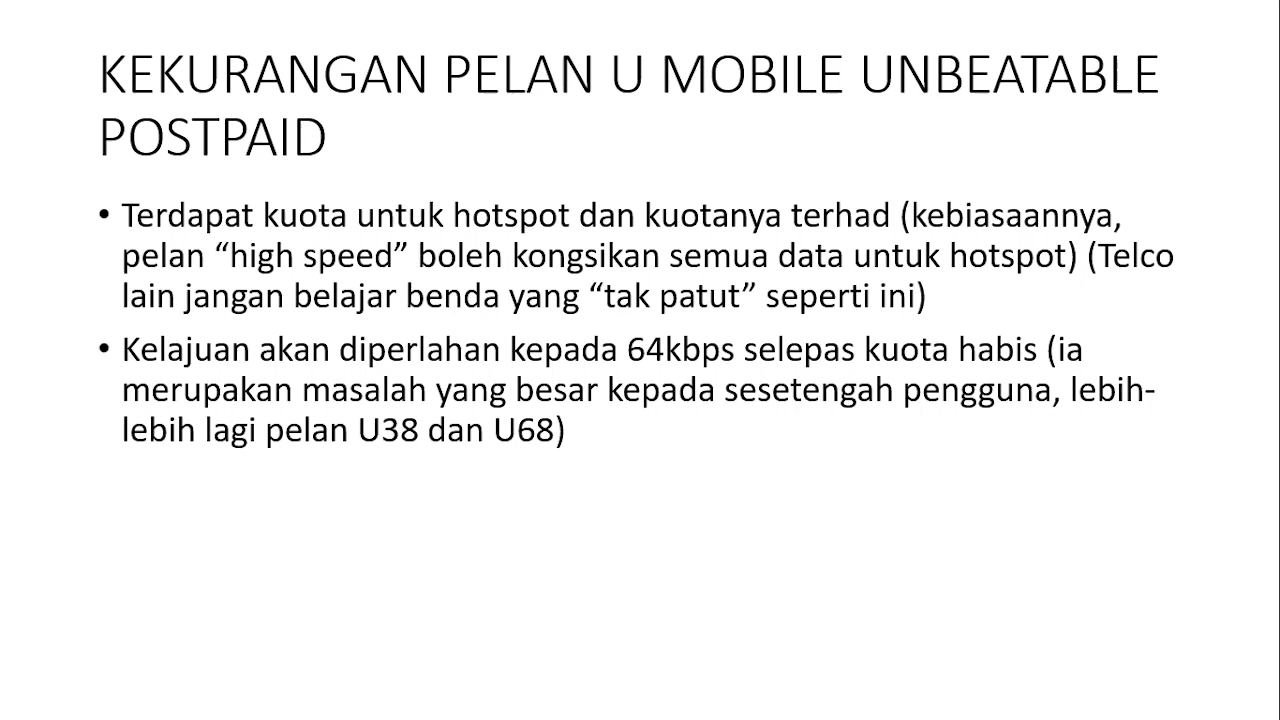 KEKURANGAN PELAN U MOBILE UNBEATABLE
POSTPAID
• Terdapat kuota untuk hotspot dan kuotanya terhad (kebiasaannya,
pelan “high speed” boleh kongsikan semua data untuk hotspot) (Telco
lain jangan belajar benda yang “tak patut” seperti ini)
• Kelajuan akan diperlahan kepada 64kbps selepas kuota habis (ia
merupakan masalah yang besar kepada sesetengah pengguna, lebih-
lebih lagi pelan U38 dan U68)